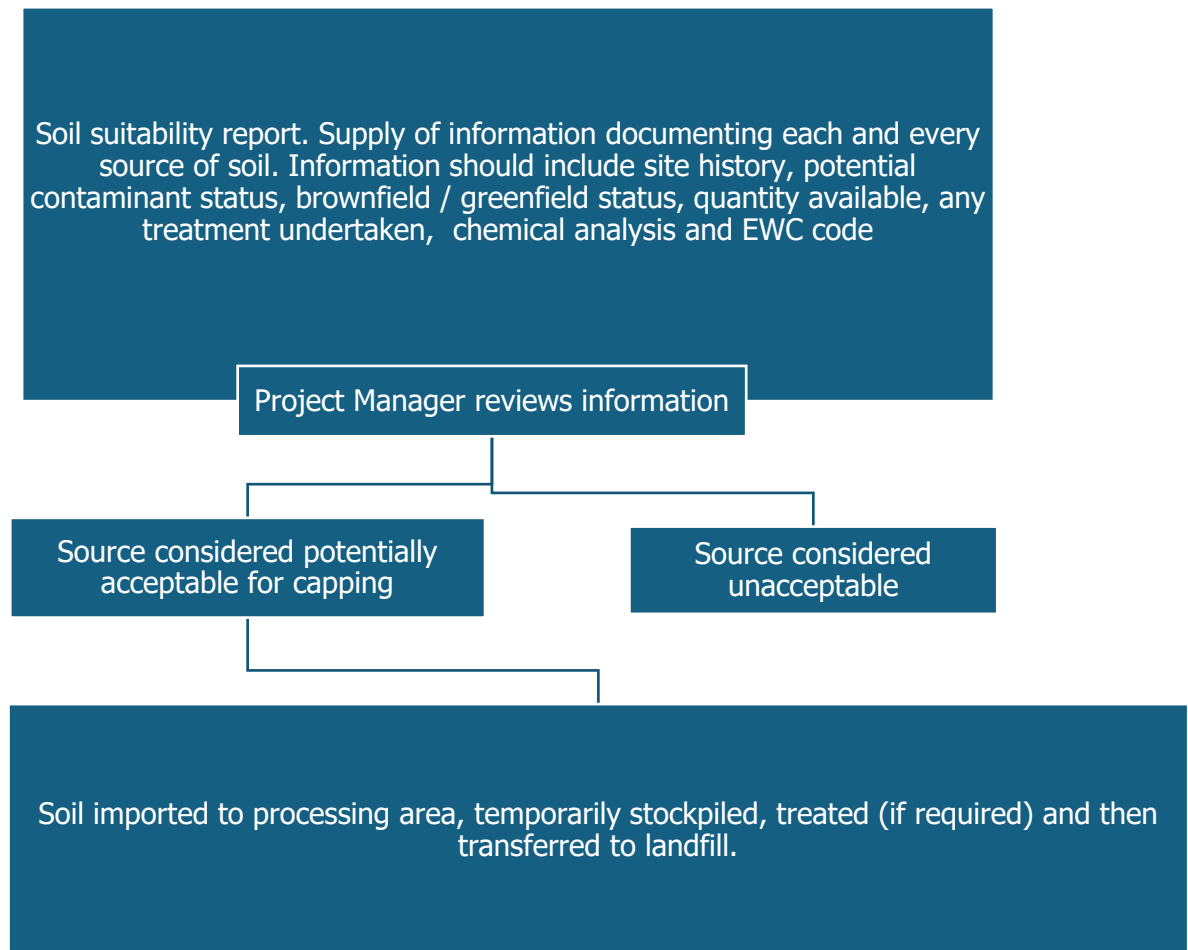 Soil suitability report. Supply of information documenting each and every
source of soil. Information should include site history, potential
contaminant status, brownfield / greenfield status, quantity available, any
treatment undertaken,  chemical analysis and EWC code
Project Manager reviews information
Source considered potentially
acceptable for capping
Source considered
unacceptable
Soil imported to processing area, temporarily stockpiled, treated (if required) and then
transferred to landfill.